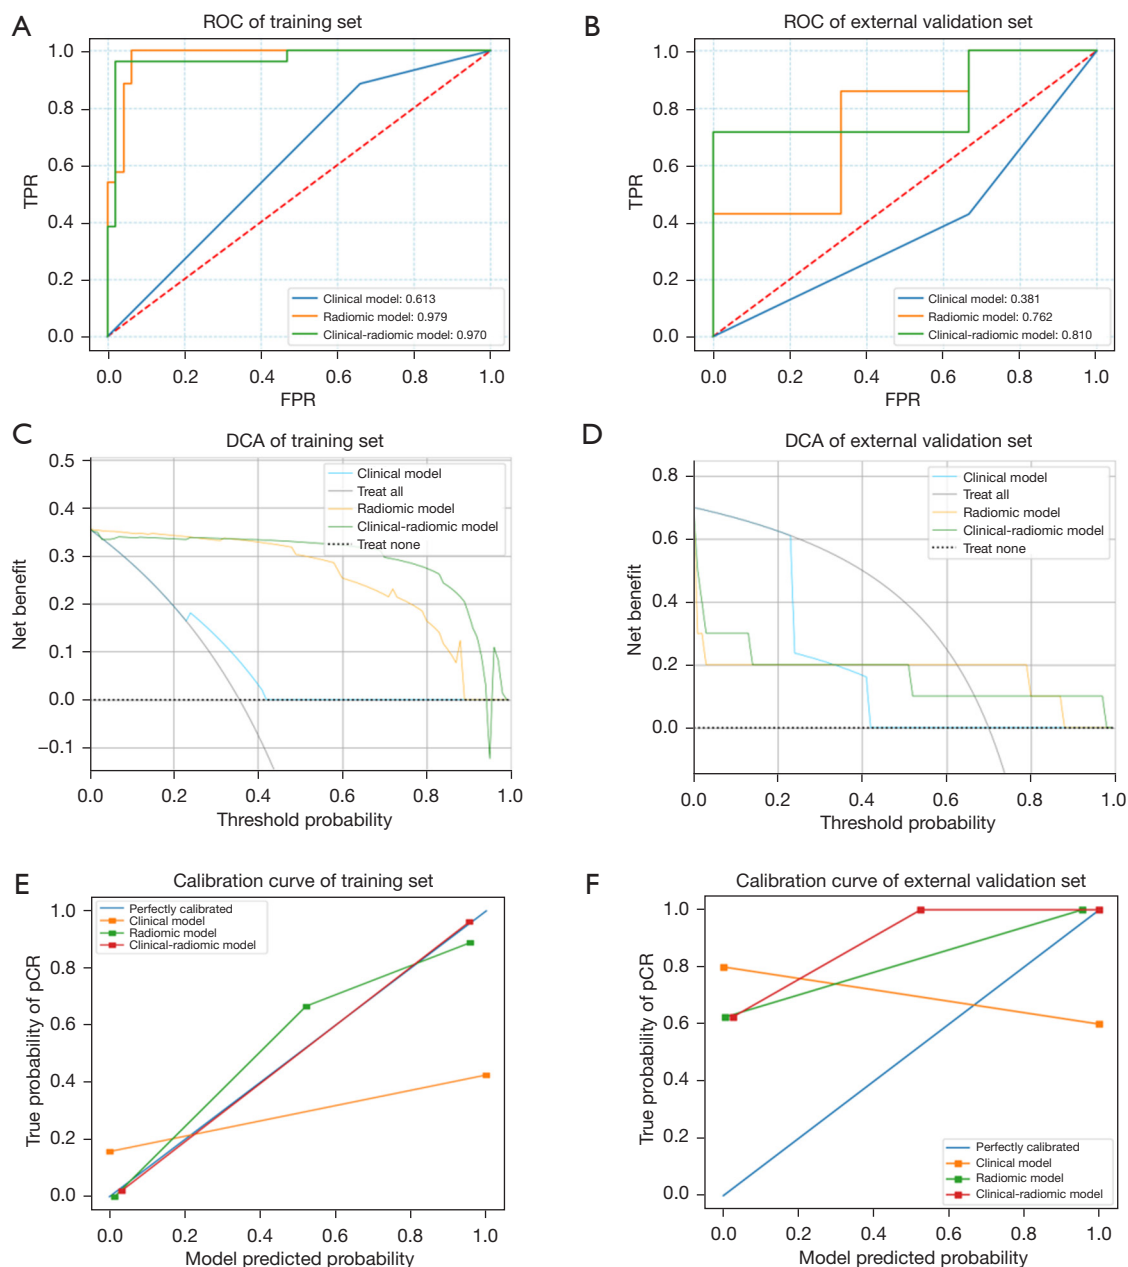 A
ROC of training set
1.0
0.8
0.6
0.4
0.2
0.0
TPR
Clinical model: 0.613
Radiomic model: 0.979
Clinical-radiomic model: 0.970
0.0 0.2 0.4 0.6 0.8 1.0
FPR
B
ROC of external validation set
1.0
0.8
0.6
0.4
0.2
0.0
TPR
Clinical model: 0.381
Radiomic model: 0.762
Clinical-radiomic model: 0.810
0.0 0.2 0.4 0.6 0.8 1.0
FPR
C
DCA of training set
0.5
0.4
0.3
0.2
0.1
0.0
−0.1
Net benefit
Clinical model
Treat all
Radiomic model
Clinical-radiomic model
Treat none
0.0 0.2 0.4 0.6 0.8 1.0
Threshold probability
D
DCA of external validation set
0.8
0.6
0.4
0.2
0.0
Net benefit
Clinical model
Treat all
Radiomic model
Clinical-radiomic model
Treat none
0.0 0.2 0.4 0.6 0.8 1.0
Threshold probability
E
Calibration curve of training set
1.0
0.8
0.6
0.4
0.2
0.0
True probability of pCR
Perfectly calibrated
Clinical model
Radiomic model
Clinical-radiomic model
0.0 0.2 0.4 0.6 0.8 1.0
Model predicted probability
F
Calibration curve of external validation set
1.0
0.8
0.6
0.4
0.2
0.0
True probability of pCR
Perfectly calibrated
Clinical model
Radiomic model
Clinical-radiomic model
0.0 0.2 0.4 0.6 0.8 1.0
Model predicted probability